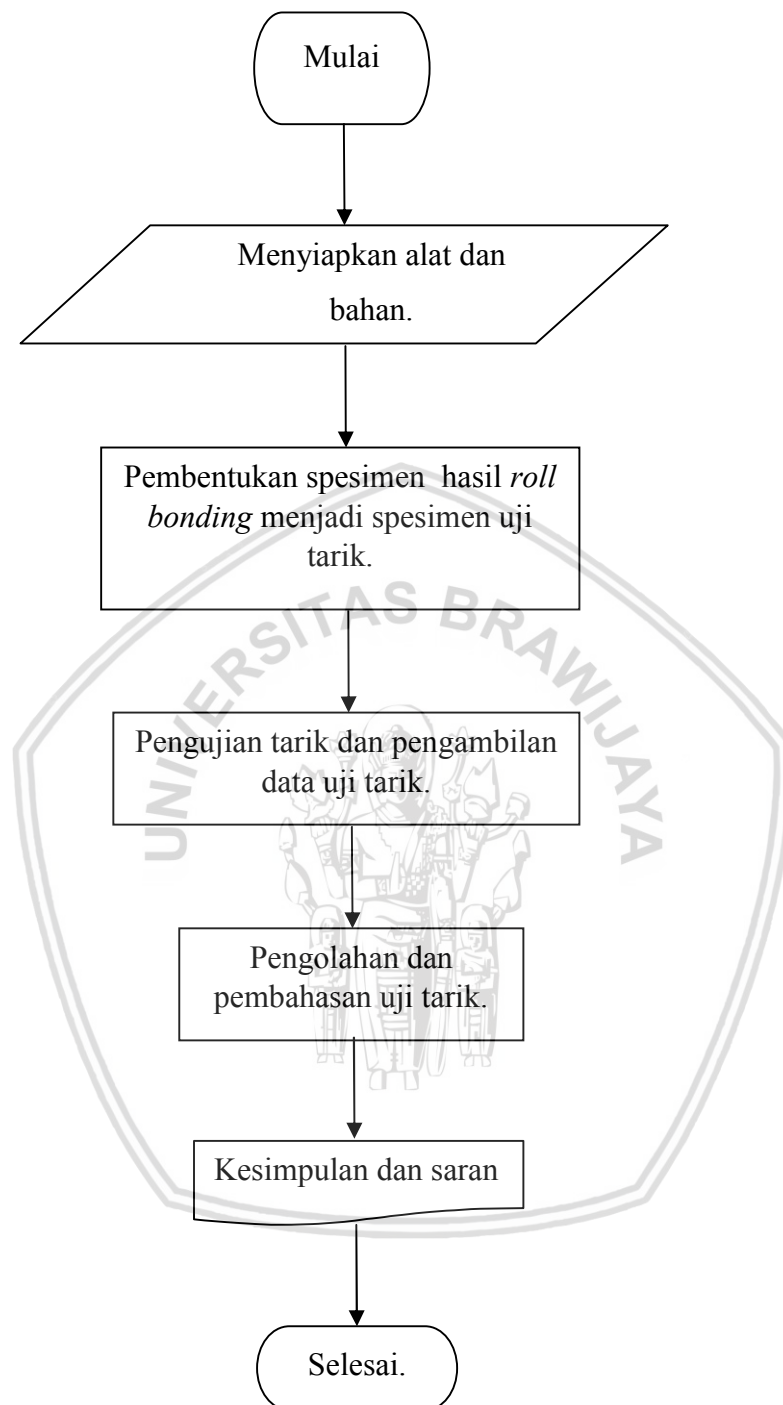 Mulai
Menyiapkan alat dan
bahan.
Pembentukan spesimen  hasil roll
bonding menjadi spesimen uji
tarik.
UNIVERSITAS BRAWIJAYA
Pengujian tarik dan pengambilan
data uji tarik.
Pengolahan dan
pembahasan uji tarik.
Kesimpulan dan saran
Selesai.